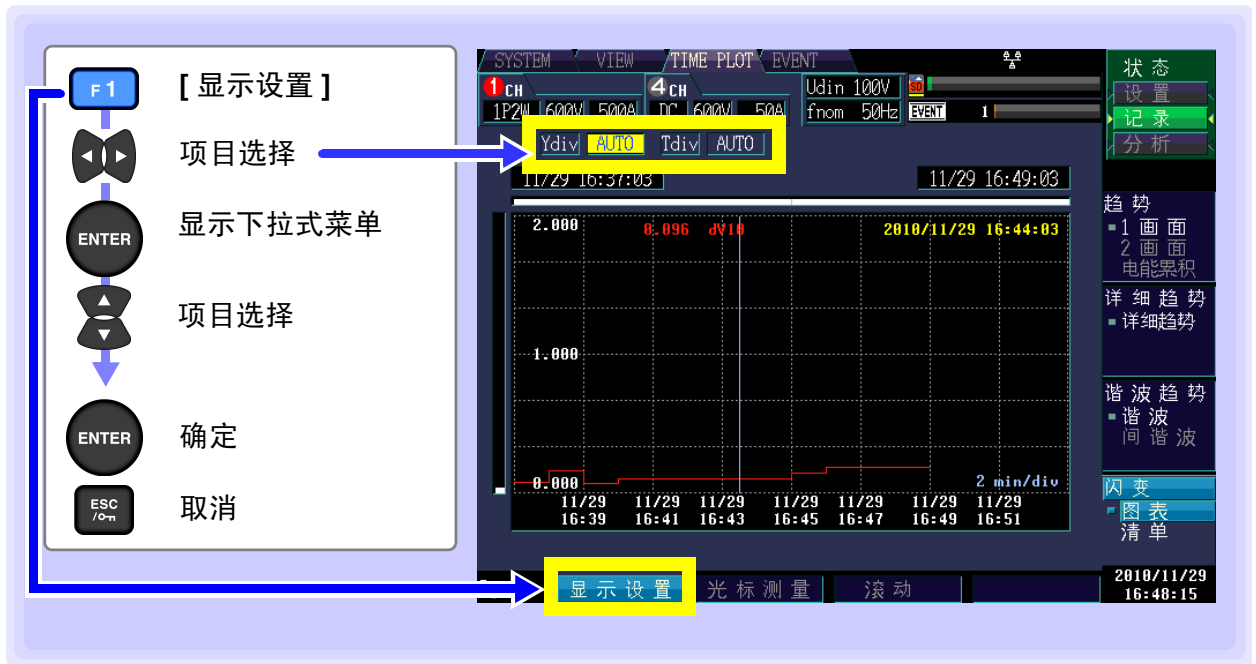 F1
[ 显示设置 ]
项目选择
ENTER
显示下拉式菜单
项目选择
ENTER
确定
ESC
取消
SYSTEM VIEW TIME PLOT EVENT
1 CH 4 CH Udin 100V SD
1P2W 600V 500A DC 600V 50A fnom 50Hz EVENT 1
Ydiv AUTO Tdiv AUTO
11/29 16:37:03 11/29 16:49:03
2.000 0.096 dV10 2010/11/29 16:44:03
1.000
0.000 2 min/div
11/29 11/29 11/29 11/29 11/29 11/29 11/29
16:39 16:41 16:43 16:45 16:47 16:49 16:51
显示设置 光标测量 滚动
状态
设置
记录
分析
趋势
1画面
2画面
电能累积
详细趋势
详细趋势
谐波趋势
谐波
间谐波
闪变
图表
清单
2010/11/29
16:48:15